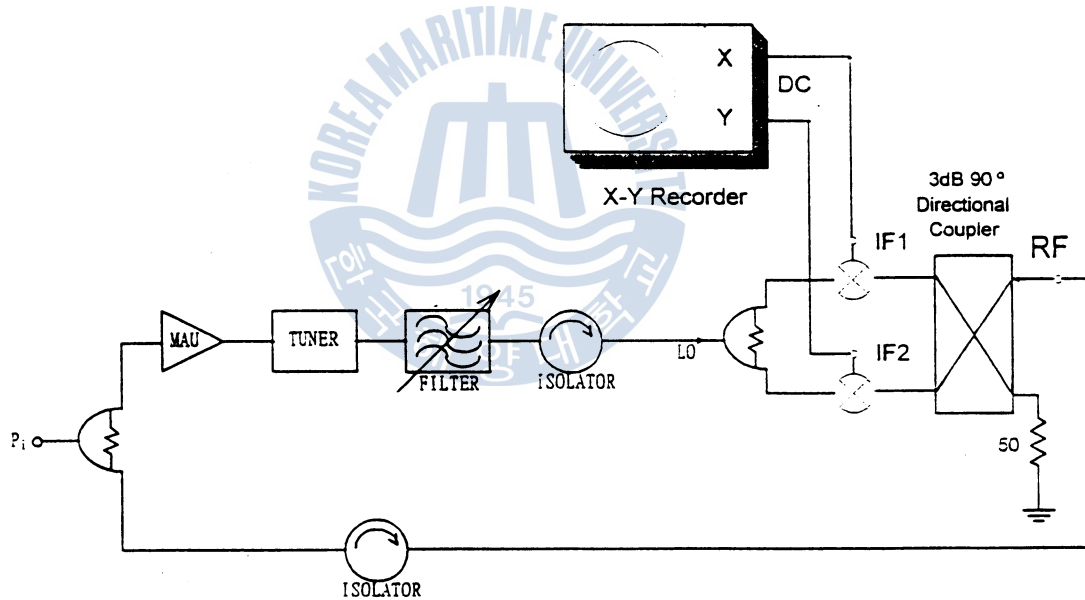 KOREA MARITIME UNIVERSITY
X
DC
Y
X-Y Recorder
3dB 90°
Directional
Coupler
IF1
RF
1945
MAU
TUNER
FILTER
ISOLATOR
LO
IF2
Pi
50
ISOLATOR